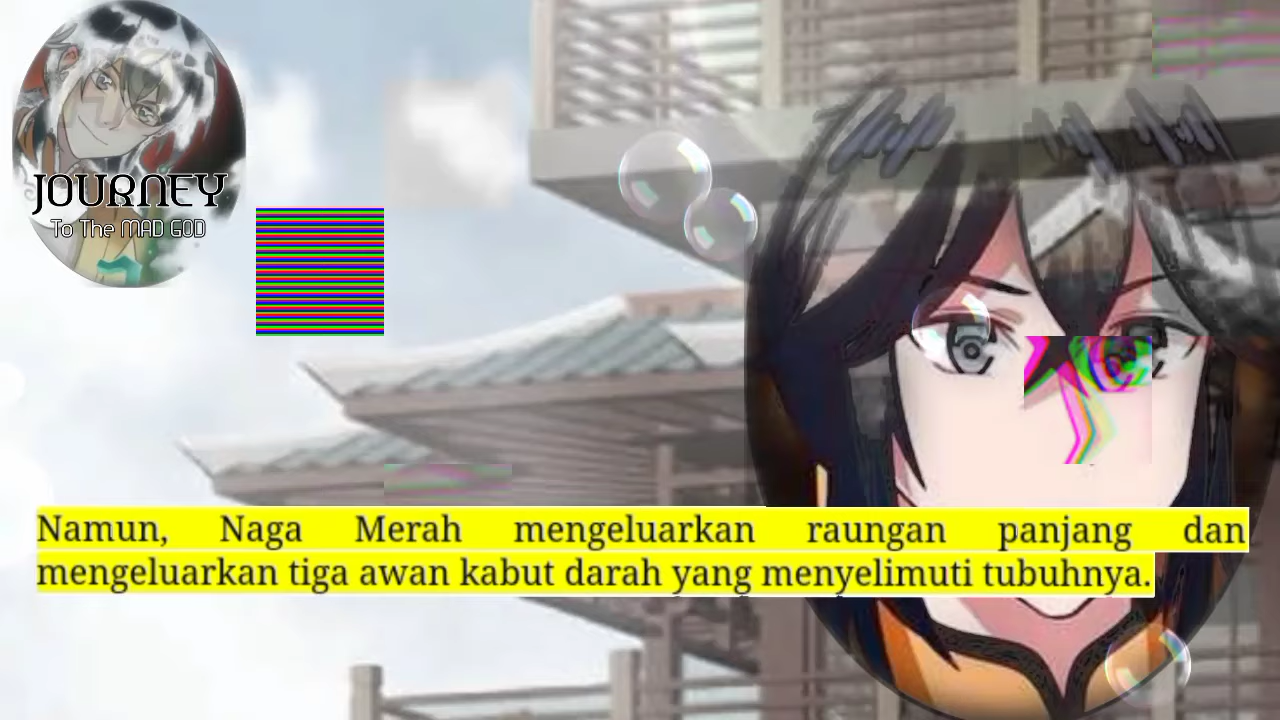 JOURNEY
To The MAD GOD
Namun, Naga Merah mengeluarkan raungan panjang dan
mengeluarkan tiga awan kabut darah yang menyelimuti tubuhnya.